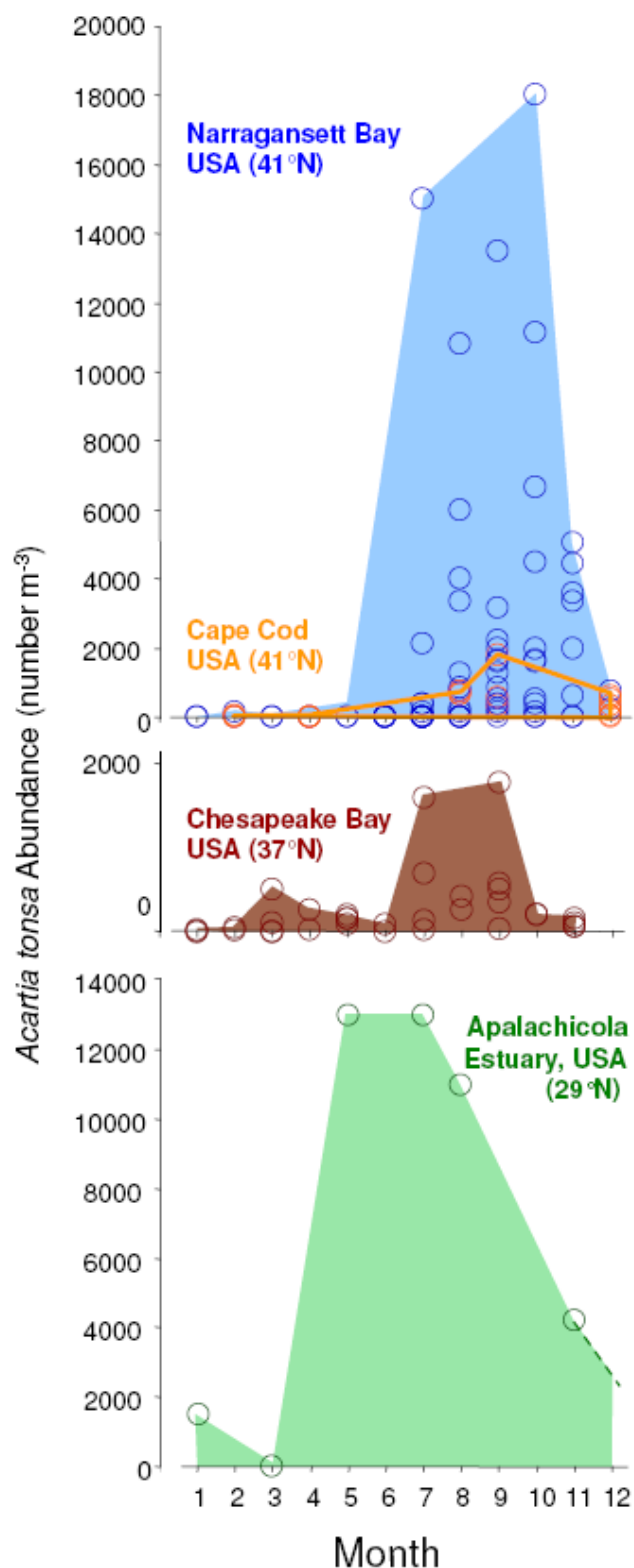 20000
18000
16000
14000
12000
10000
8000
6000
4000
2000
0
Narragansett Bay
USA (41°N)
Cape Cod
USA (41°N)
2000
0
Chesapeake Bay
USA (37°N)
14000
12000
10000
8000
6000
4000
2000
0
Apalachicola
Estuary, USA
(29°N)
Acartia tonsa Abundance (number m-3)
1 2 3 4 5 6 7 8 9 10 11 12
Month